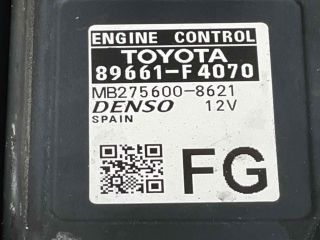 ENGINE CONTROL
TOYOTA
89661-F4070
MB275600-8621
DENSO 12V
SPAIN
FG